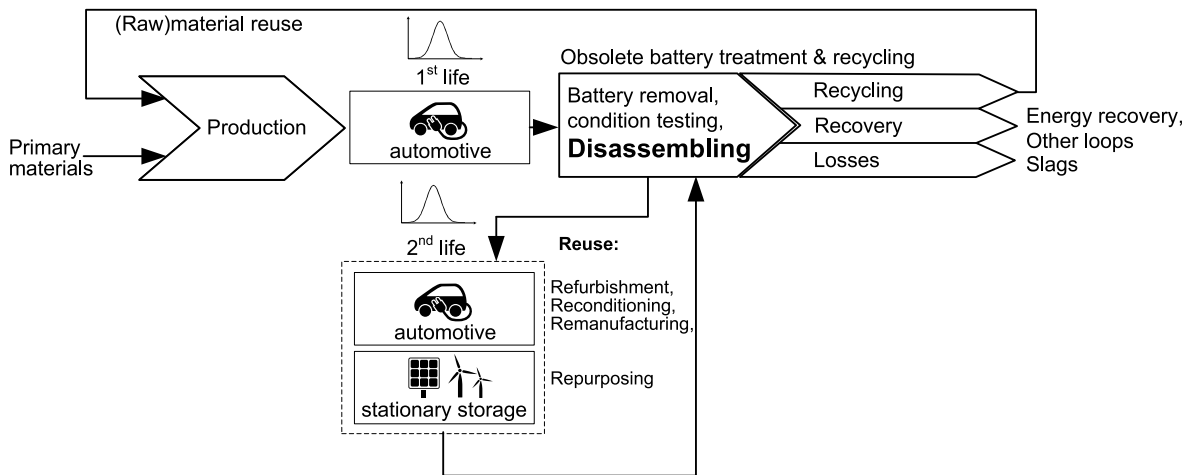 (Raw)material reuse
1st life
Obsolete battery treatment & recycling
Production
automotive
Battery removal,
condition testing,
Disassembling
Recycling
Recovery
Losses
Energy recovery,
Other loops
Slags
Primary
materials
2nd life
Reuse:
automotive
Refurbishment,
Reconditioning,
Remanufacturing,
stationary storage
Repurposing